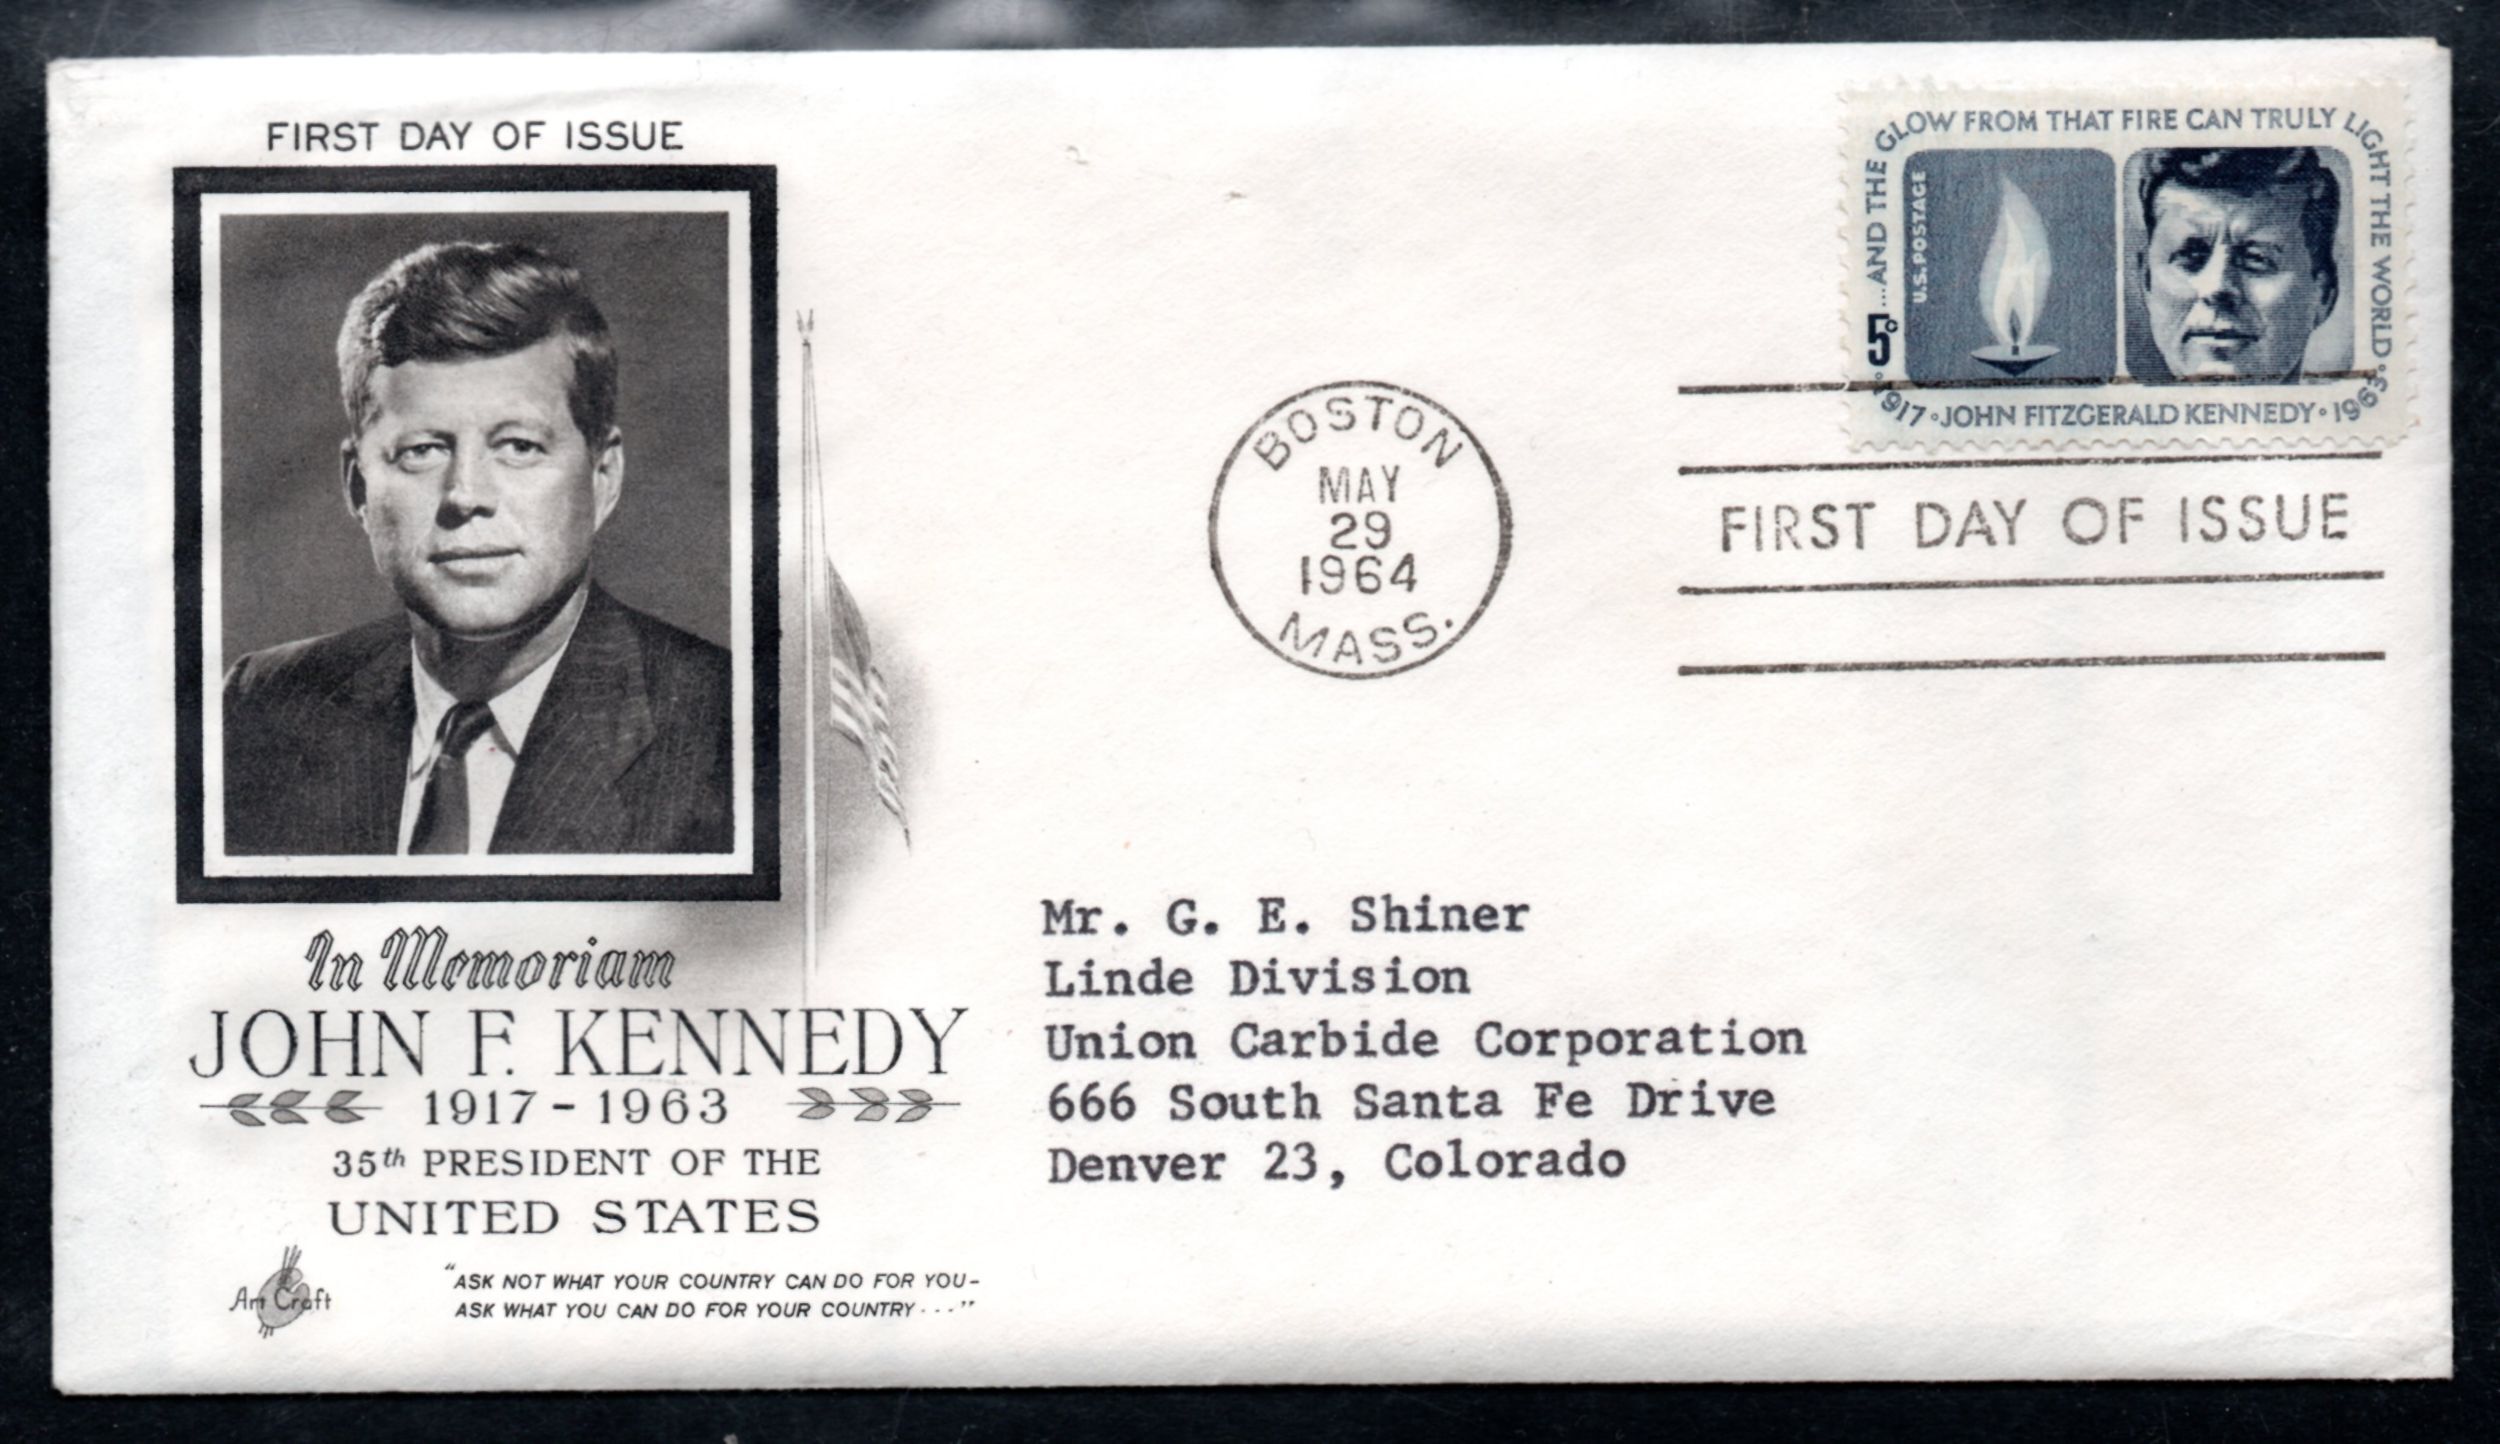 FIRST DAY OF ISSUE
In Memoriam
JOHN F. KENNEDY
1917 - 1963
35th PRESIDENT OF THE
UNITED STATES
Art Craft
"ASK NOT WHAT YOUR COUNTRY CAN DO FOR YOU-
ASK WHAT YOU CAN DO FOR YOUR COUNTRY - - -"
BOSTON
MAY
29
1964
MASS.
...AND THE GLOW FROM THAT FIRE CAN TRULY LIGHT THE WORLD
U.S. POSTAGE
5c
1917 • JOHN FITZGERALD KENNEDY • 1963
FIRST DAY OF ISSUE
Mr. G. E. Shiner
Linde Division
Union Carbide Corporation
666 South Santa Fe Drive
Denver 23, Colorado